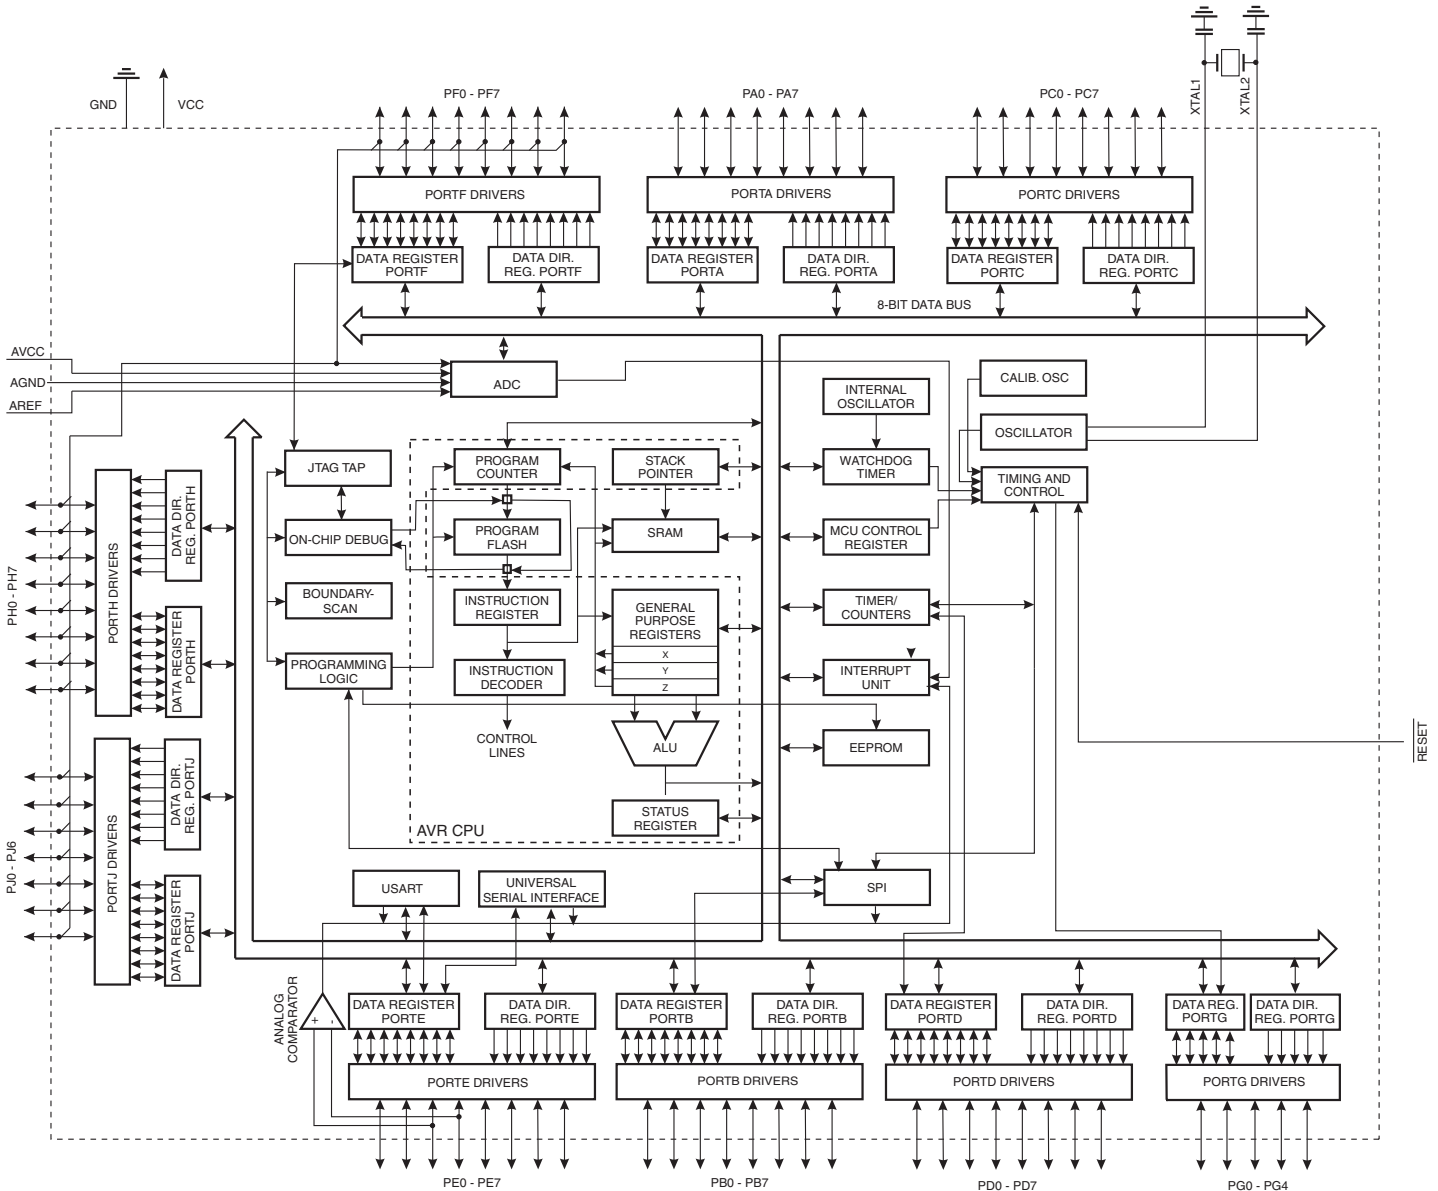 GND
VCC
PF0 - PF7
PA0 - PA7
PC0 - PC7
XTAL1
XTAL2
PORTF DRIVERS
PORTA DRIVERS
PORTC DRIVERS
DATA REGISTER
PORTF
DATA DIR.
REG. PORTF
DATA REGISTER
PORTA
DATA DIR.
REG. PORTA
DATA REGISTER
PORTC
DATA DIR.
REG. PORTC
8-BIT DATA BUS
AVCC
AGND
AREF
ADC
CALIB. OSC
INTERNAL
OSCILLATOR
OSCILLATOR
JTAG TAP
PROGRAM
COUNTER
STACK
POINTER
WATCHDOG
TIMER
TIMING AND
CONTROL
ON-CHIP DEBUG
PROGRAM
FLASH
SRAM
MCU CONTROL
REGISTER
BOUNDARY-
SCAN
INSTRUCTION
REGISTER
GENERAL
PURPOSE
REGISTERS
X
Y
Z
TIMER/
COUNTERS
PROGRAMMING
LOGIC
INSTRUCTION
DECODER
INTERRUPT
UNIT
CONTROL
LINES
ALU
EEPROM
RESET
STATUS
REGISTER
AVR CPU
PH0 - PH7
PORTH DRIVERS
DATA DIR.
REG. PORTH
DATA REGISTER
PORTH
PJ0 - PJ6
PORTJ DRIVERS
DATA DIR.
REG. PORTJ
DATA REGISTER
PORTJ
USART
UNIVERSAL
SERIAL INTERFACE
SPI
ANALOG
COMPARATOR
+
-
DATA REGISTER
PORTE
DATA DIR.
REG. PORTE
DATA REGISTER
PORTB
DATA DIR.
REG. PORTB
DATA REGISTER
PORTD
DATA DIR.
REG. PORTD
DATA REG.
PORTG
DATA DIR.
REG. PORTG
PORTE DRIVERS
PORTB DRIVERS
PORTD DRIVERS
PORTG DRIVERS
PE0 - PE7
PB0 - PB7
PD0 - PD7
PG0 - PG4